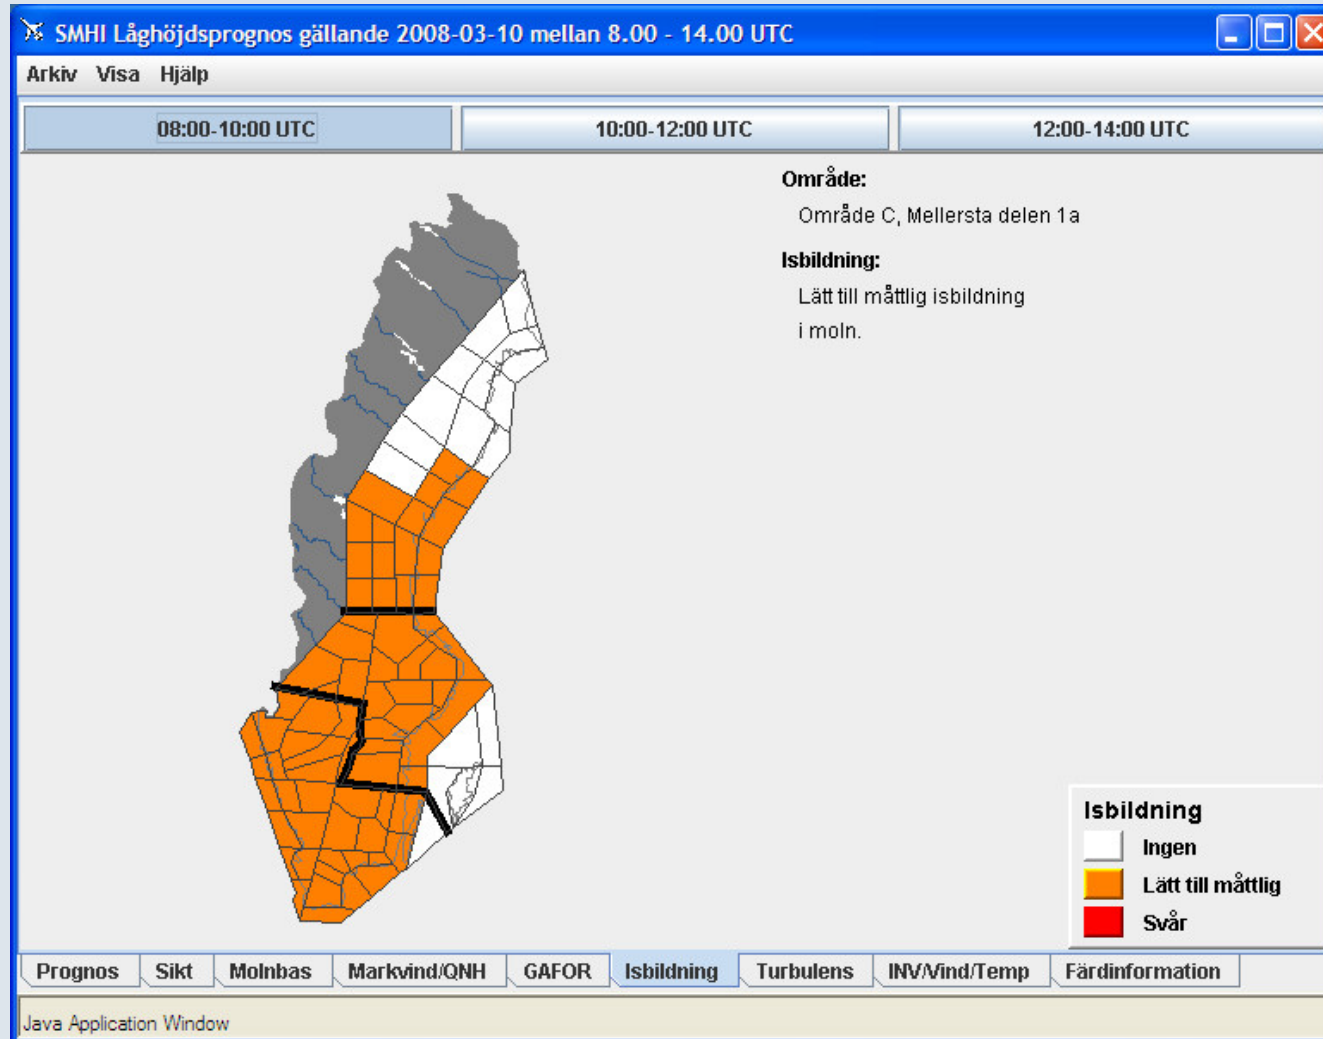 SMHI Låghöjdsprognos gällande 2008-03-10 mellan 8.00 - 14.00 UTC
Arkiv Visa Hjälp
08:00-10:00 UTC 10:00-12:00 UTC 12:00-14:00 UTC
Område:
Område C, Mellersta delen 1a
Isbildning:
Lätt till måttlig isbildning
i moln.
Isbildning
Ingen
Lätt till måttlig
Svår
Prognos Sikt Molnbas Markvind/QNH GAFOR Isbildning Turbulens INV/Vind/Temp Färdinformation
Java Application Window